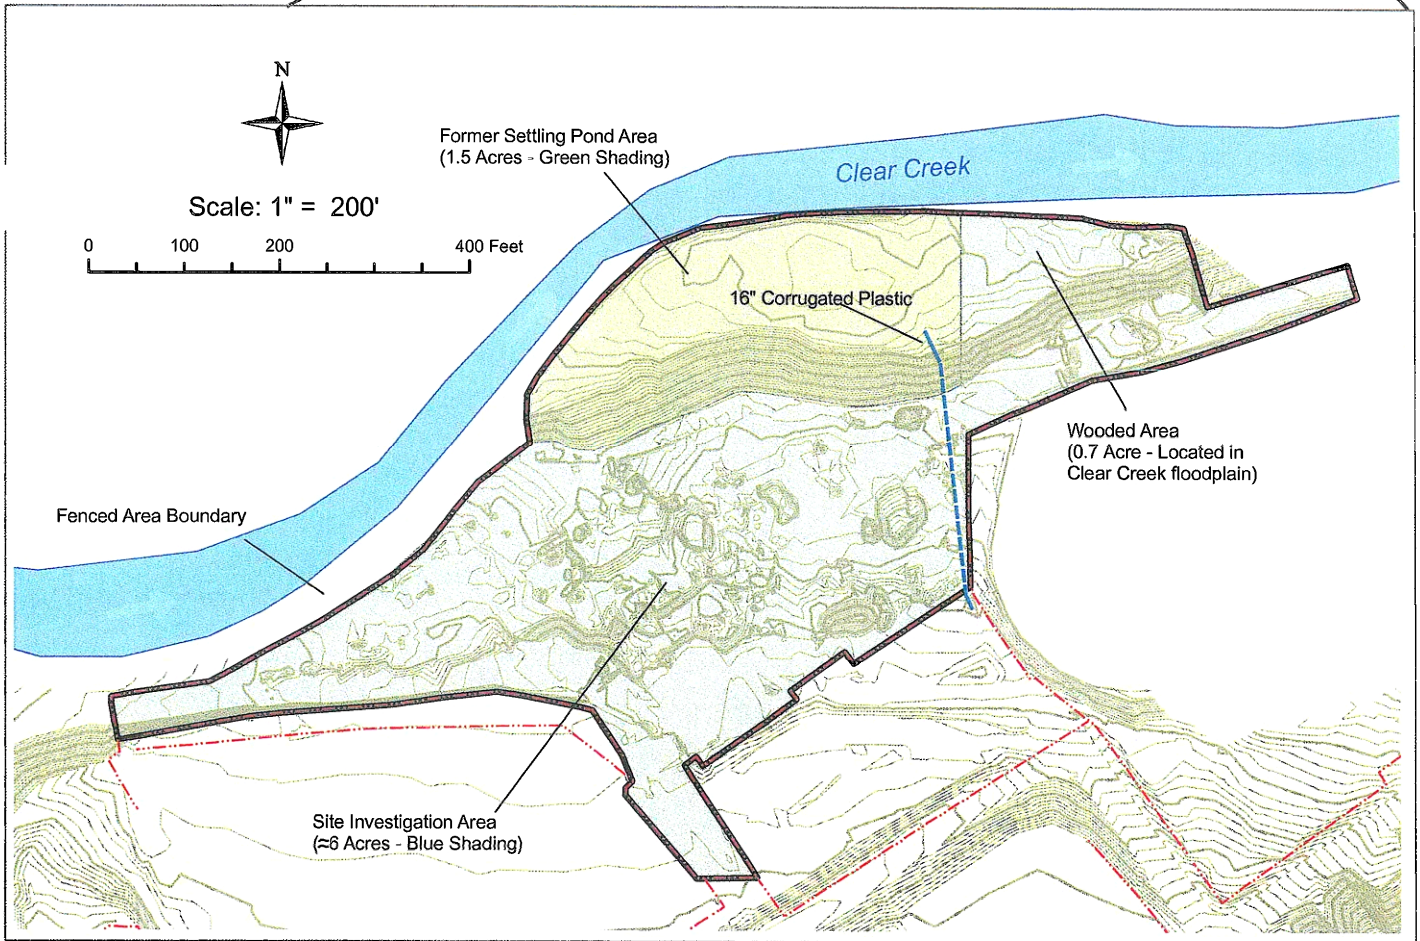 N
Scale: 1" = 200'
0 100 200 400 Feet
Former Settling Pond Area
(1.5 Acres - Green Shading)
Clear Creek
16" Corrugated Plastic
Wooded Area
(0.7 Acre - Located in
Clear Creek floodplain)
Fenced Area Boundary
Site Investigation Area
(≈6 Acres - Blue Shading)